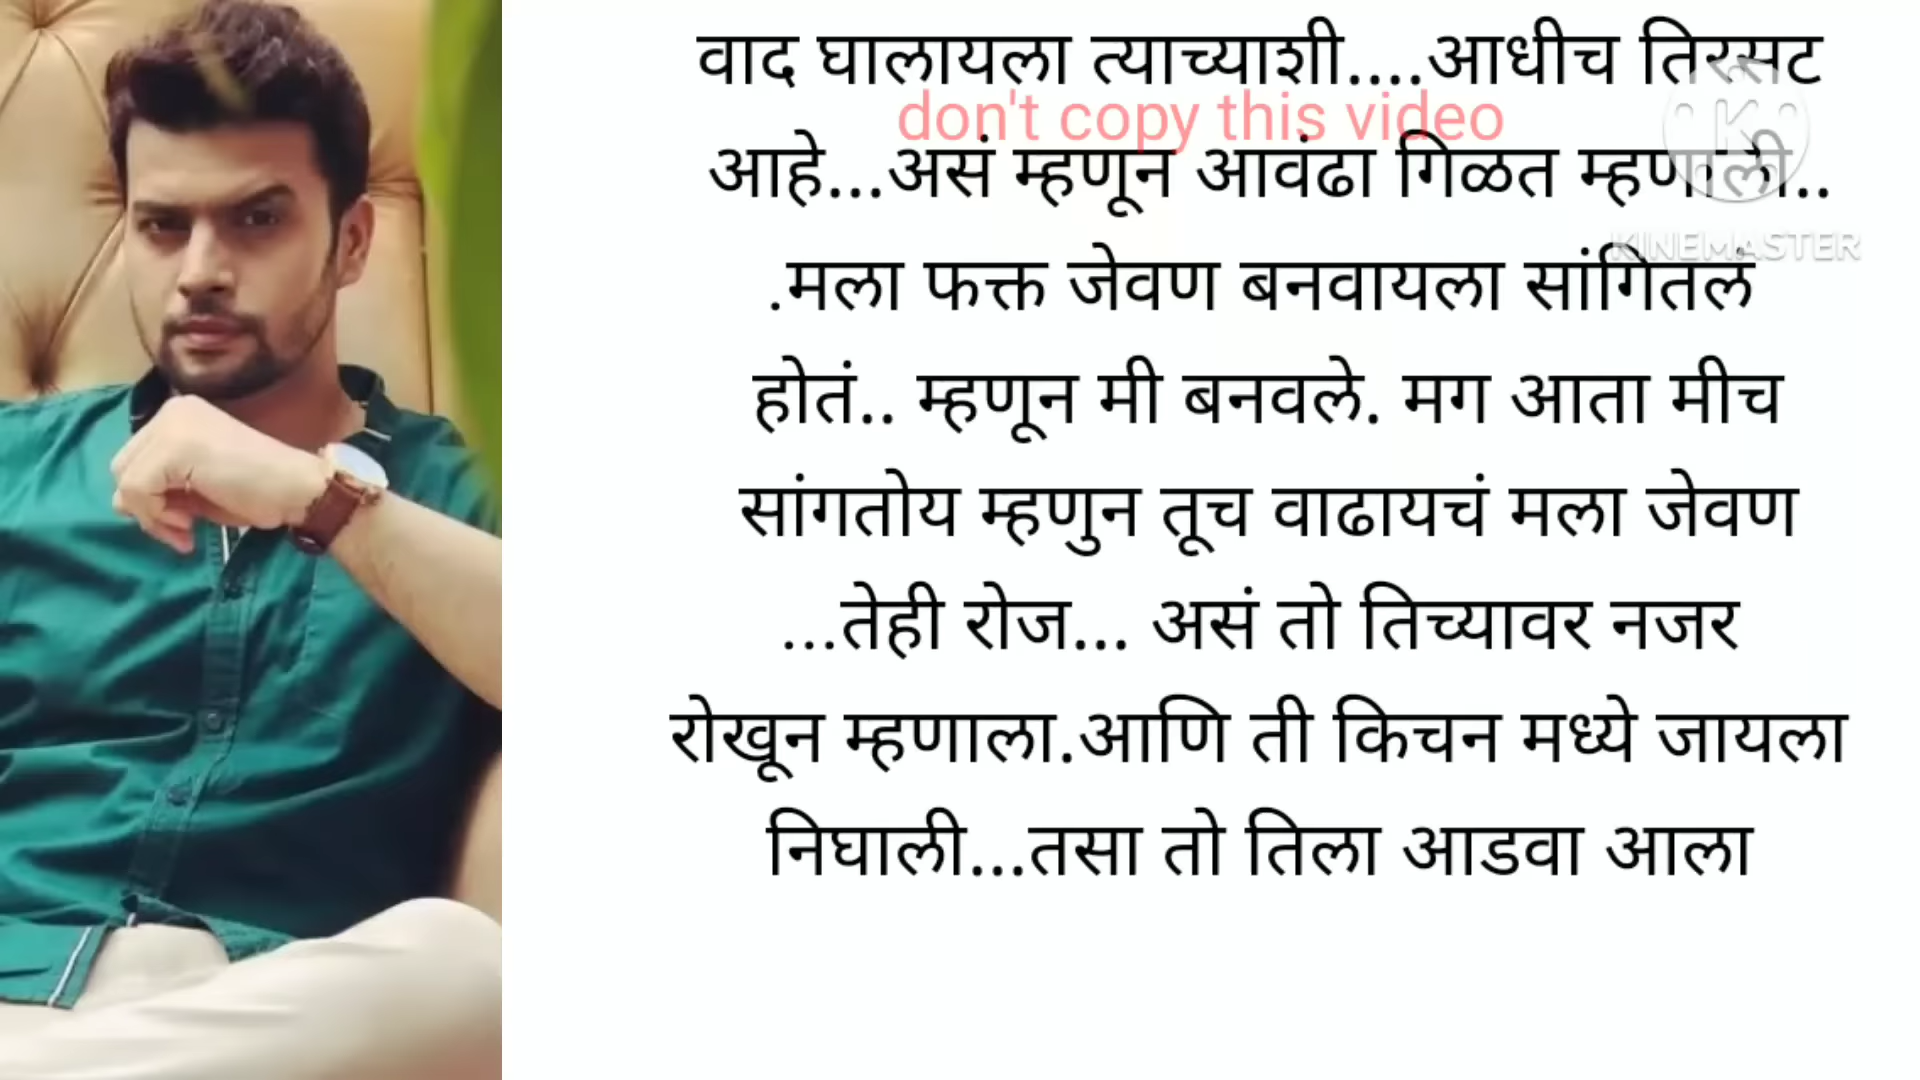 वाद घालायला त्याच्याशी....आधीच तिरसट
don't copy this video
आहे...असं म्हणून आवंढा गिळत म्हणाली..
KINEMASTER
.मला फक्त जेवण बनवायला सांगितलं
होतं.. म्हणून मी बनवले. मग आता मीच
सांगतोय म्हणुन तूच वाढायचं मला जेवण
...तेही रोज... असं तो तिच्यावर नजर
रोखून म्हणाला.आणि ती किचन मध्ये जायला
निघाली...तसा तो तिला आडवा आला